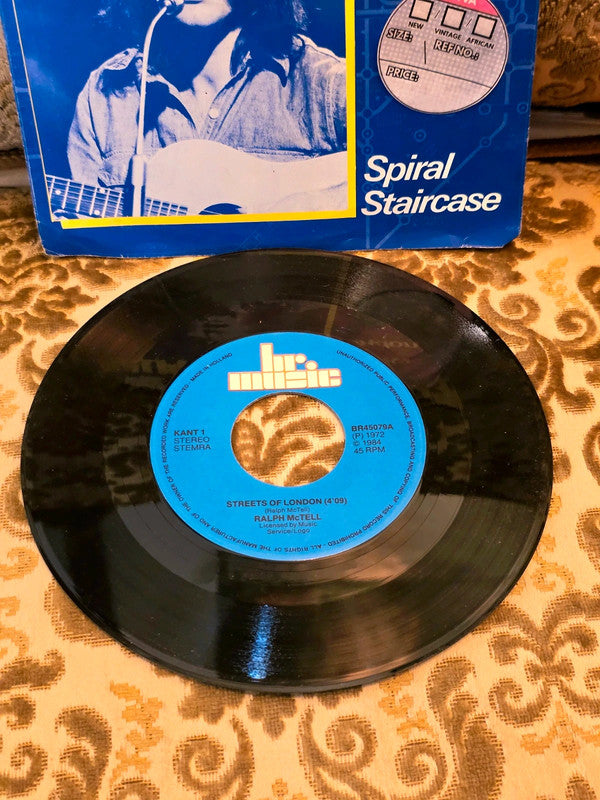 VA
NEW
VINTAGE
AFRICAN
SIZE:
REF NO.:
PRICE:
Spiral
Staircase
br
music
MADE IN HOLLAND
UNAUTHORIZED PUBLIC PERFORMANCE, BROADCASTING AND COPYING OF THIS RECORD PROHIBITED - ALL RIGHTS OF THE MANUFACTURER AND OF THE OWNER OF THE RECORDED WORK ARE RESERVED -
KANT 1
STEREO
STEMRA
BR45079A
(P) 1972
© 1984
45 RPM
STREETS OF LONDON (4'09)
(Ralph McTell)
RALPH McTELL
Licensed by Music
Service/Logo